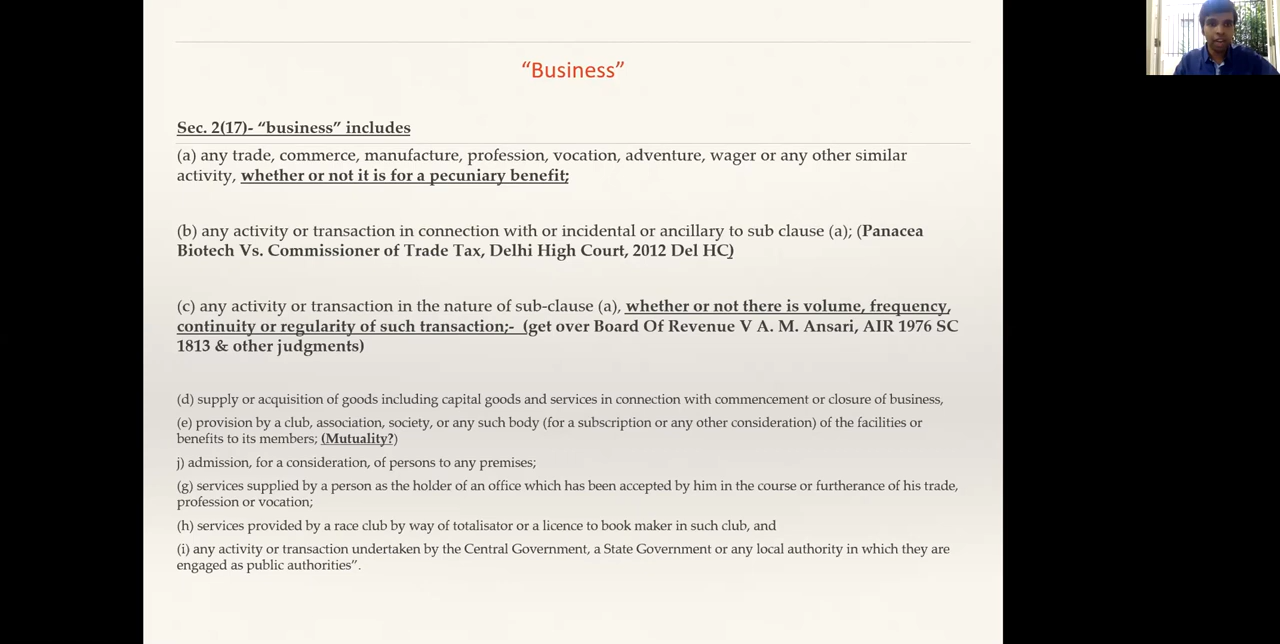 “Business”
Sec. 2(17)- “business” includes
(a) any trade, commerce, manufacture, profession, vocation, adventure, wager or any other similar
activity, whether or not it is for a pecuniary benefit;
(b) any activity or transaction in connection with or incidental or ancillary to sub clause (a); (Panacea
Biotech Vs. Commissioner of Trade Tax, Delhi High Court, 2012 Del HC)
(c) any activity or transaction in the nature of sub-clause (a), whether or not there is volume, frequency,
continuity or regularity of such transaction;- (get over Board Of Revenue V A. M. Ansari, AIR 1976 SC
1813 & other judgments)
(d) supply or acquisition of goods including capital goods and services in connection with commencement or closure of business,
(e) provision by a club, association, society, or any such body (for a subscription or any other consideration) of the facilities or
benefits to its members; (Mutuality?)
j) admission, for a consideration, of persons to any premises;
(g) services supplied by a person as the holder of an office which has been accepted by him in the course or furtherance of his trade,
profession or vocation;
(h) services provided by a race club by way of totalisator or a licence to book maker in such club, and
(i) any activity or transaction undertaken by the Central Government, a State Government or any local authority in which they are
engaged as public authorities”.